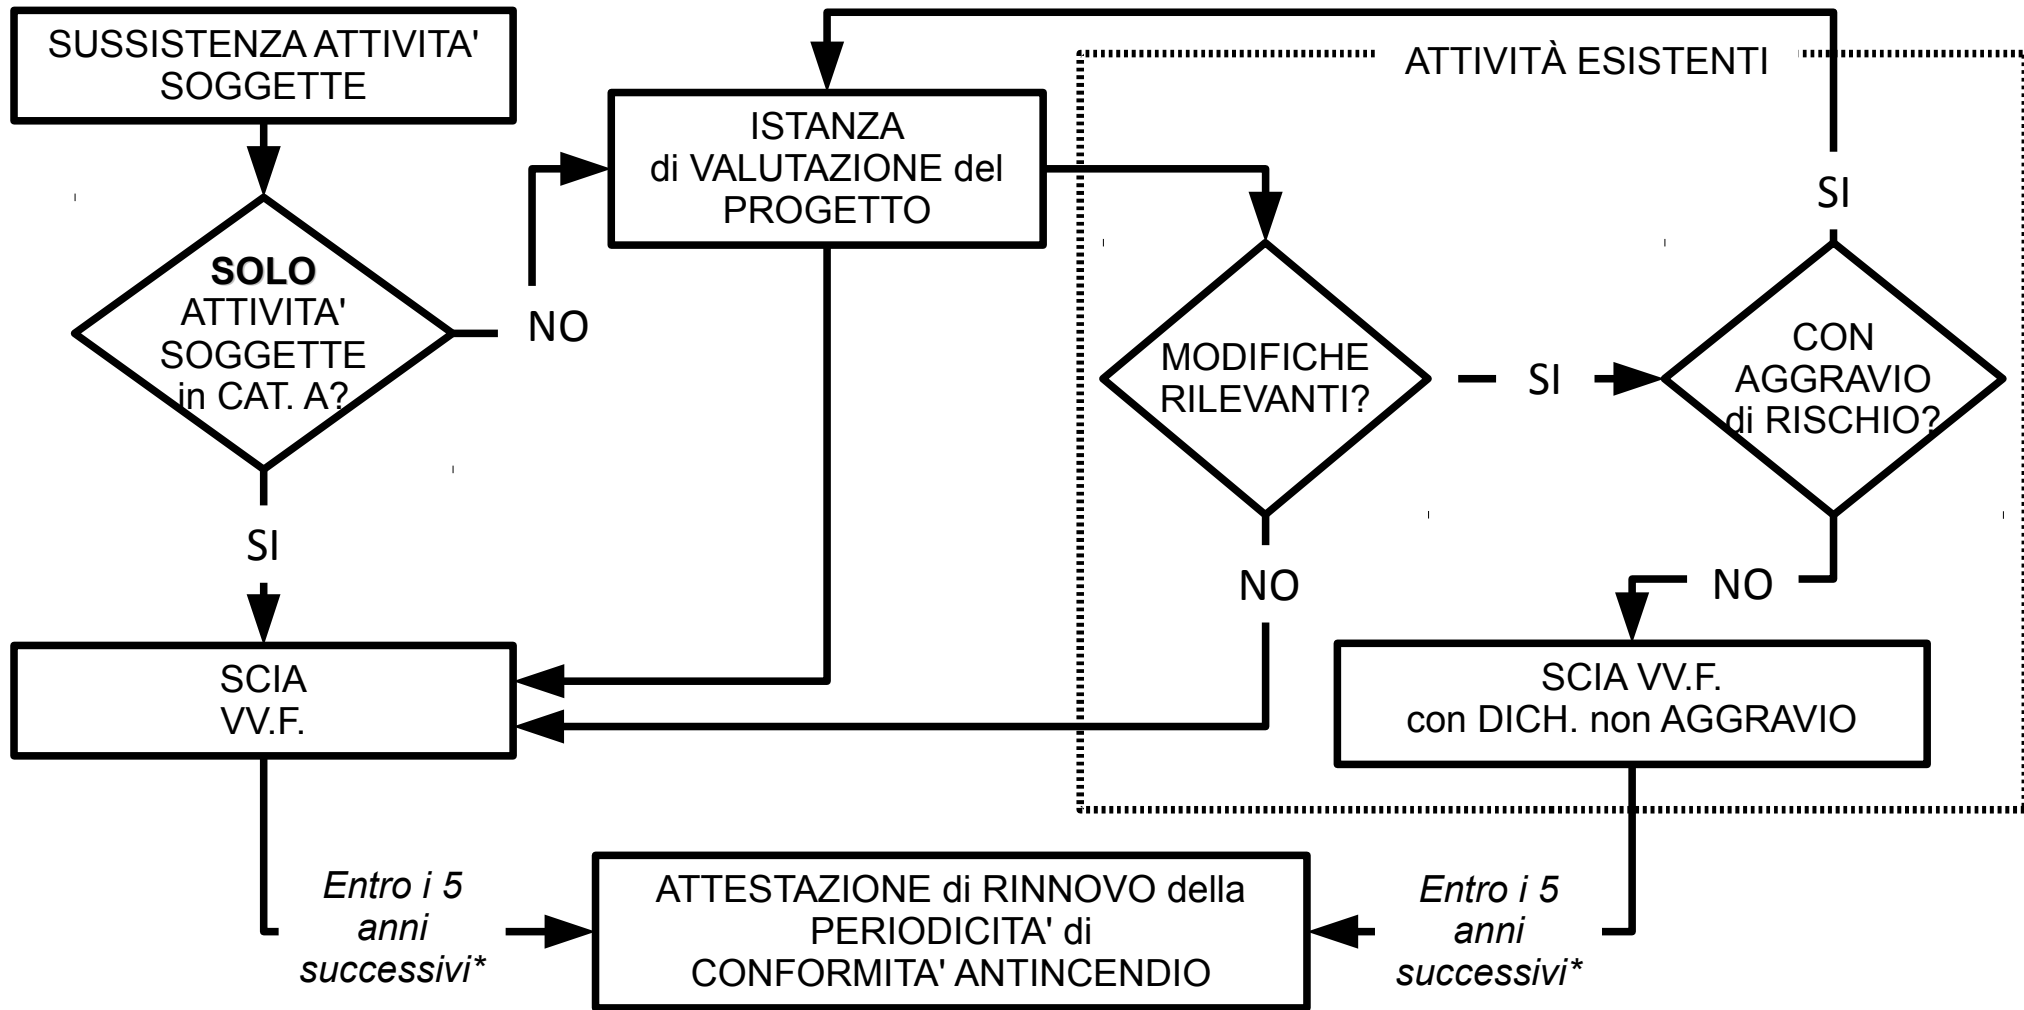 SUSSISTENZA ATTIVITA'
SOGGETTE
ATTIVITÀ ESISTENTI
ISTANZA
di VALUTAZIONE del
PROGETTO
SI
SOLO
ATTIVITA'
SOGGETTE
in CAT. A?
NO
MODIFICHE
RILEVANTI?
SI
CON
AGGRAVIO
di RISCHIO?
SI
NO
NO
SCIA
VV.F.
SCIA VV.F.
con DICH. non AGGRAVIO
Entro i 5
anni
successivi*
ATTESTAZIONE di RINNOVO della
PERIODICITA' di
CONFORMITA' ANTINCENDIO
Entro i 5
anni
successivi*